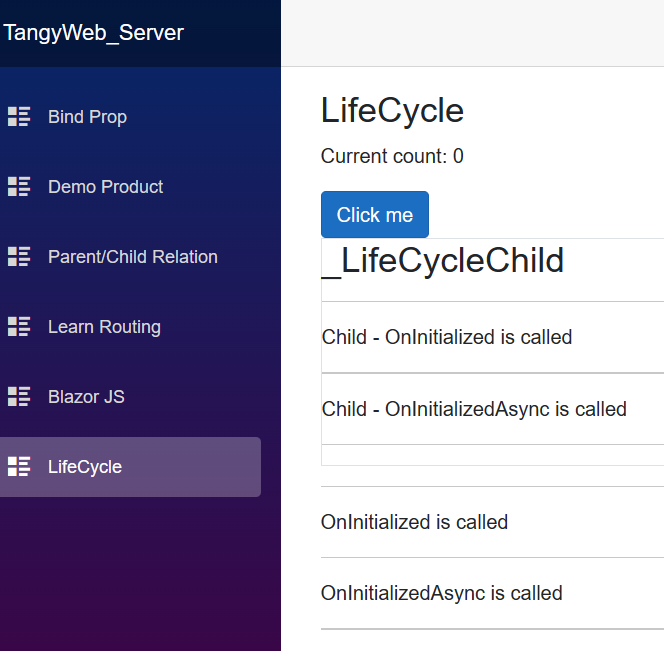 TangyWeb_Server
Bind Prop
Demo Product
Parent/Child Relation
Learn Routing
Blazor JS
LifeCycle
LifeCycle
Current count: 0
Click me
_LifeCycleChild
Child - OnInitialized is called
Child - OnInitializedAsync is called
OnInitialized is called
OnInitializedAsync is called